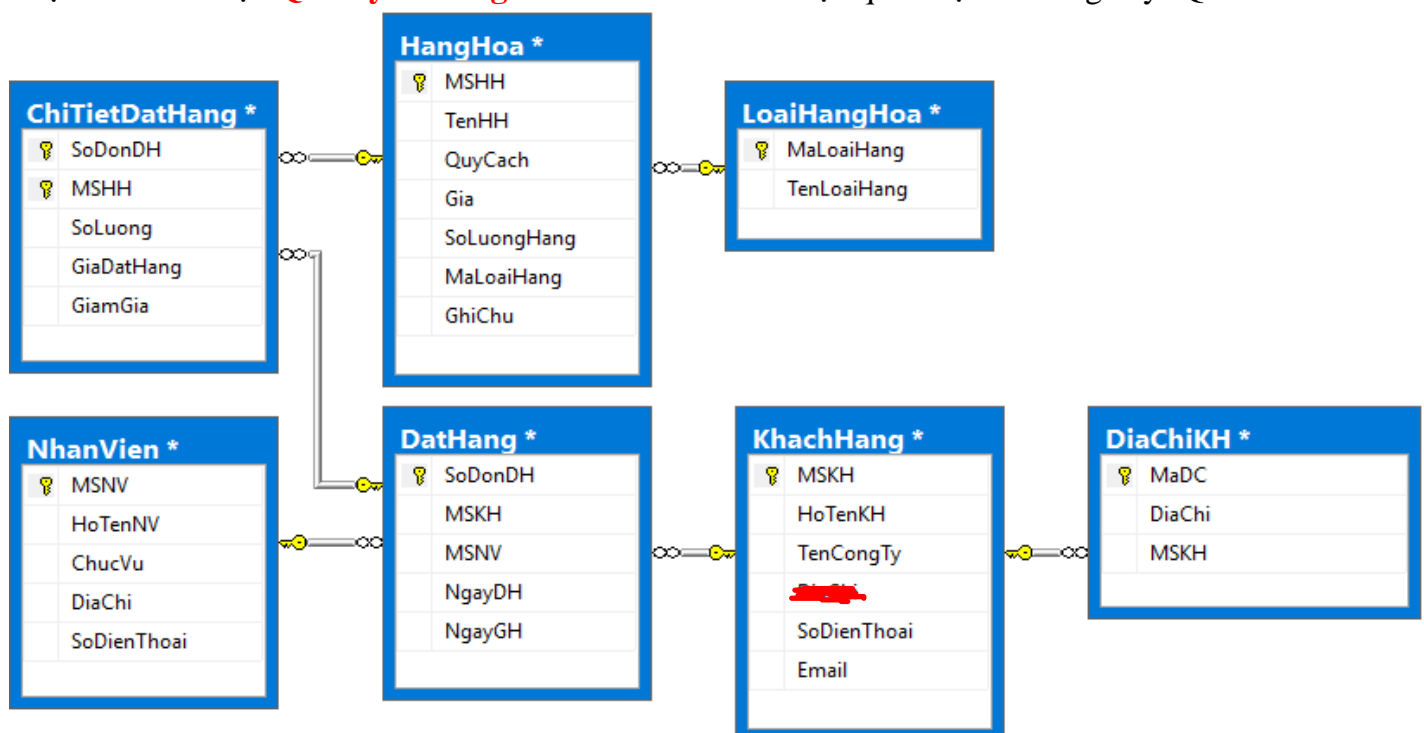 HangHoa *
MSHH
TenHH
QuyCach
Gia
SoLuongHang
MaLoaiHang
GhiChu
ChiTietDatHang *
SoDonDH
MSHH
SoLuong
GiaDatHang
GiamGia
LoaiHangHoa *
MaLoaiHang
TenLoaiHang
NhanVien *
MSNV
HoTenNV
ChucVu
DiaChi
SoDienThoai
DatHang *
SoDonDH
MSKH
MSNV
NgayDH
NgayGH
KhachHang *
MSKH
HoTenKH
TenCongTy
SoDienThoai
Email
DiaChiKH *
MaDC
DiaChi
MSKH